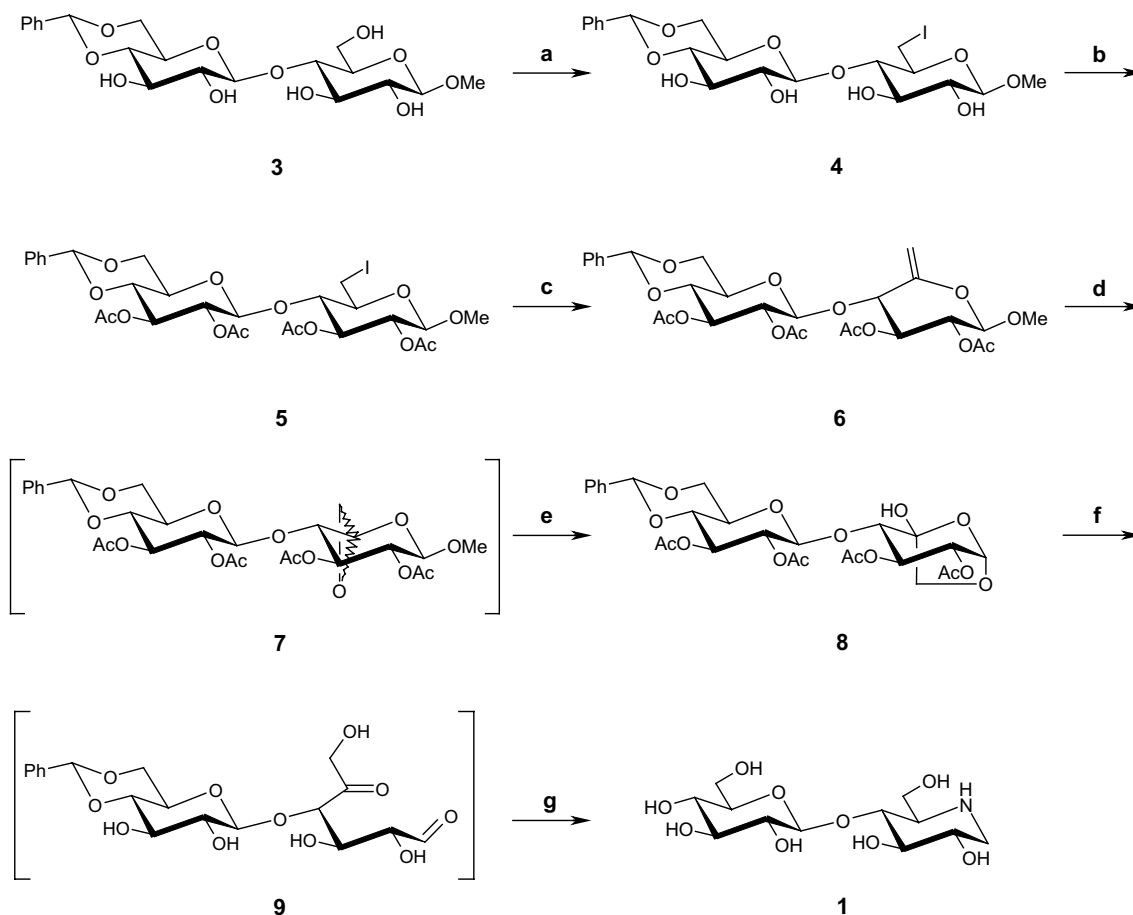 Ph O O O OH O
O O OMe
HO OH HO OH
a
3
Ph O O O I O
O O OMe
HO OH HO OH
b
4
Ph O O O I O
O O OMe
AcO OAc AcO OAc
c
5
Ph O O O O
O O OMe
AcO OAc AcO OAc
d
6
Ph O O O O
O O OMe
AcO OAc AcO OAc
O
e
7
Ph O O O HO O
O O
AcO OAc AcO OAc O
f
8
Ph O O O OH
O O O O
HO OH HO OH
g
9
OH O OH H N
HO O
HO OH HO OH
1